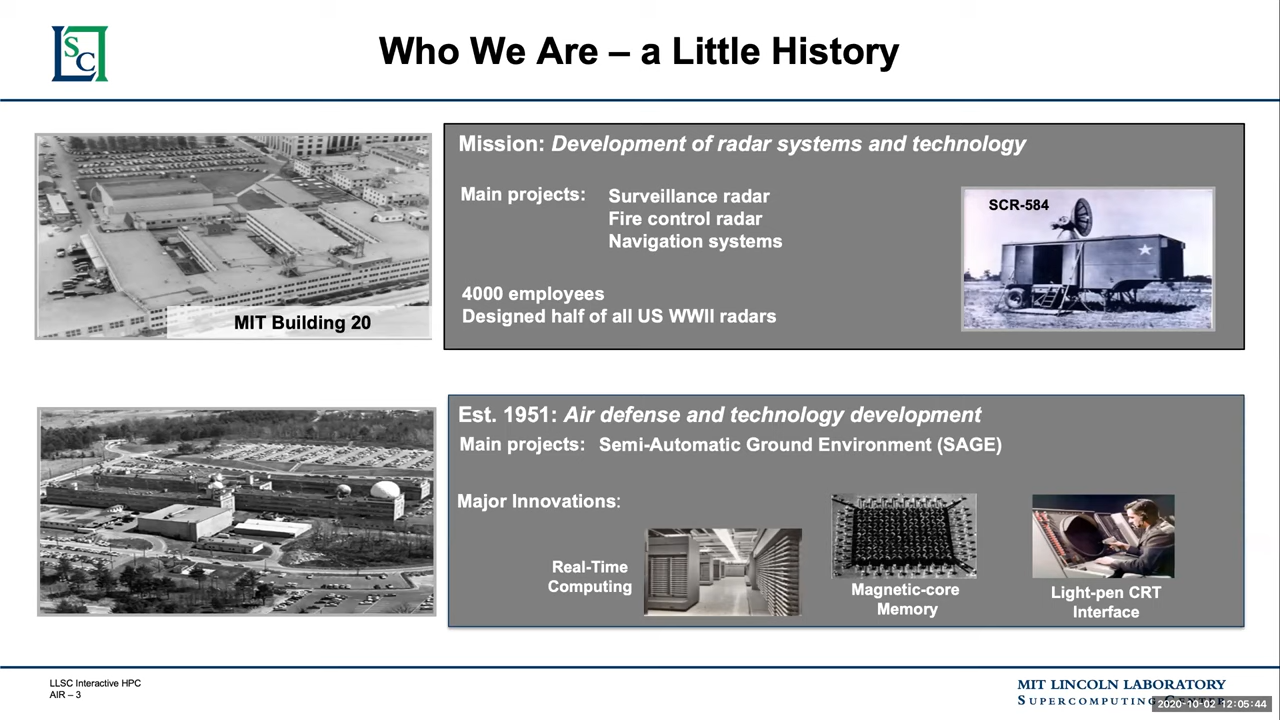 LSC
Who We Are – a Little History
MIT Building 20
Mission: Development of radar systems and technology
Main projects:
Surveillance radar
Fire control radar
Navigation systems
4000 employees
Designed half of all US WWII radars
SCR-584
Est. 1951: Air defense and technology development
Main projects: Semi-Automatic Ground Environment (SAGE)
Major Innovations:
Real-Time
Computing
Magnetic-core
Memory
Light-pen CRT
Interface
LLSC Interactive HPC
AIR – 3
MIT LINCOLN LABORATORY
SUPERCOMPUTING CENTER
2020-10-02 12:05:44